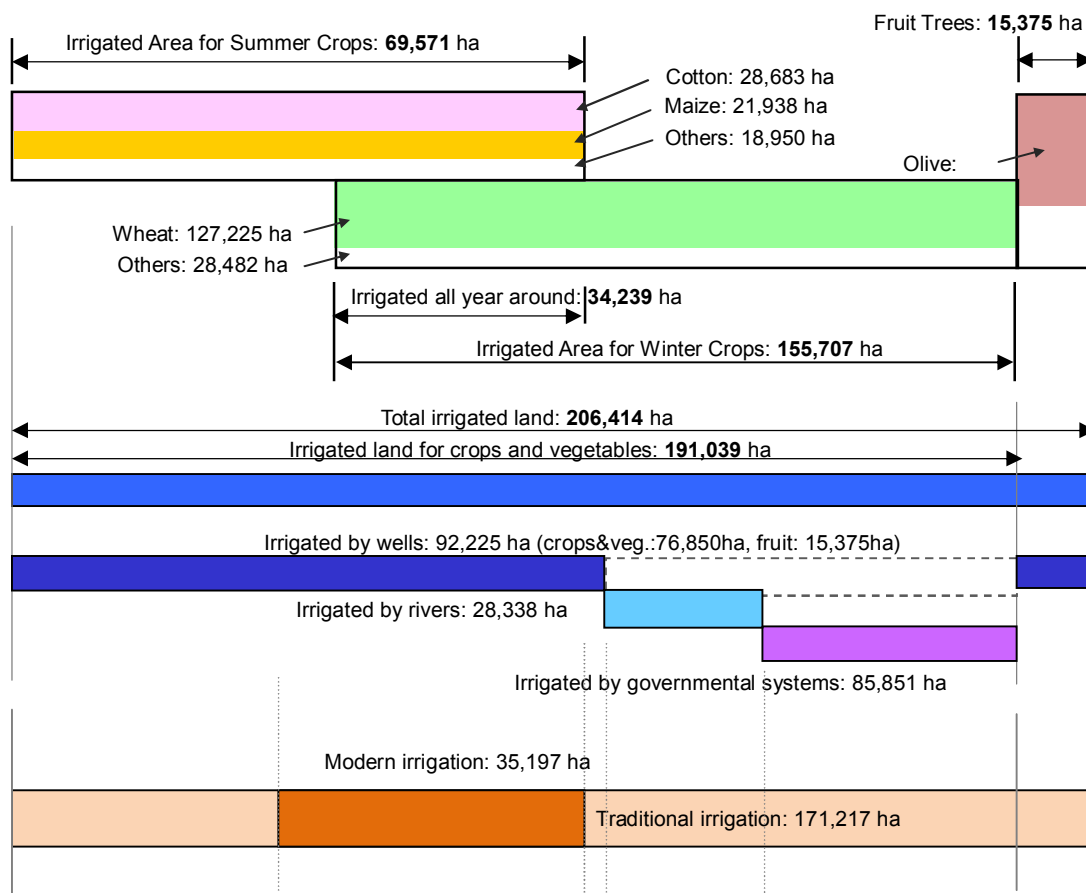 Fruit Trees: 15,375 ha
Irrigated Area for Summer Crops: 69,571 ha
Cotton: 28,683 ha
Maize: 21,938 ha
Others: 18,950 ha
Olive:
Wheat: 127,225 ha
Others: 28,482 ha
Irrigated all year around: 34,239 ha
Irrigated Area for Winter Crops: 155,707 ha
Total irrigated land: 206,414 ha
Irrigated land for crops and vegetables: 191,039 ha
Irrigated by wells: 92,225 ha (crops&veg.:76,850ha, fruit: 15,375ha)
Irrigated by rivers: 28,338 ha
Irrigated by governmental systems: 85,851 ha
Modern irrigation: 35,197 ha
Traditional irrigation: 171,217 ha